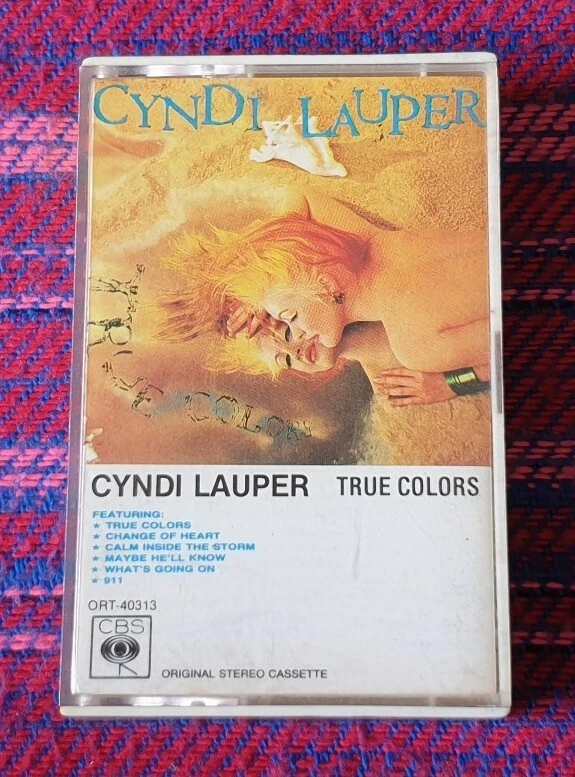 CYNDI LAUPER
TRUE COLORS
CYNDI LAUPER TRUE COLORS
FEATURING:
★ TRUE COLORS
★ CHANGE OF HEART
★ CALM INSIDE THE STORM
★ MAYBE HE'LL KNOW
★ WHAT'S GOING ON
★ 911
ORT-40313
CBS
ORIGINAL STEREO CASSETTE